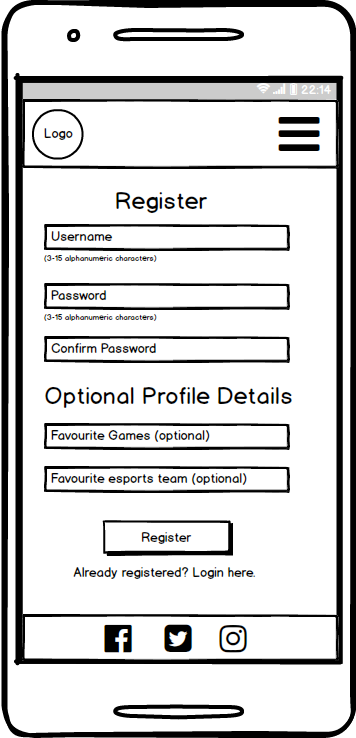 22:14
Logo
Register
Username
(3-15 alphanumeric characters)
Password
(3-15 alphanumeric characters)
Confirm Password
Optional Profile Details
Favourite Games (optional)
Favourite esports team (optional)
Register
Already registered? Login here.